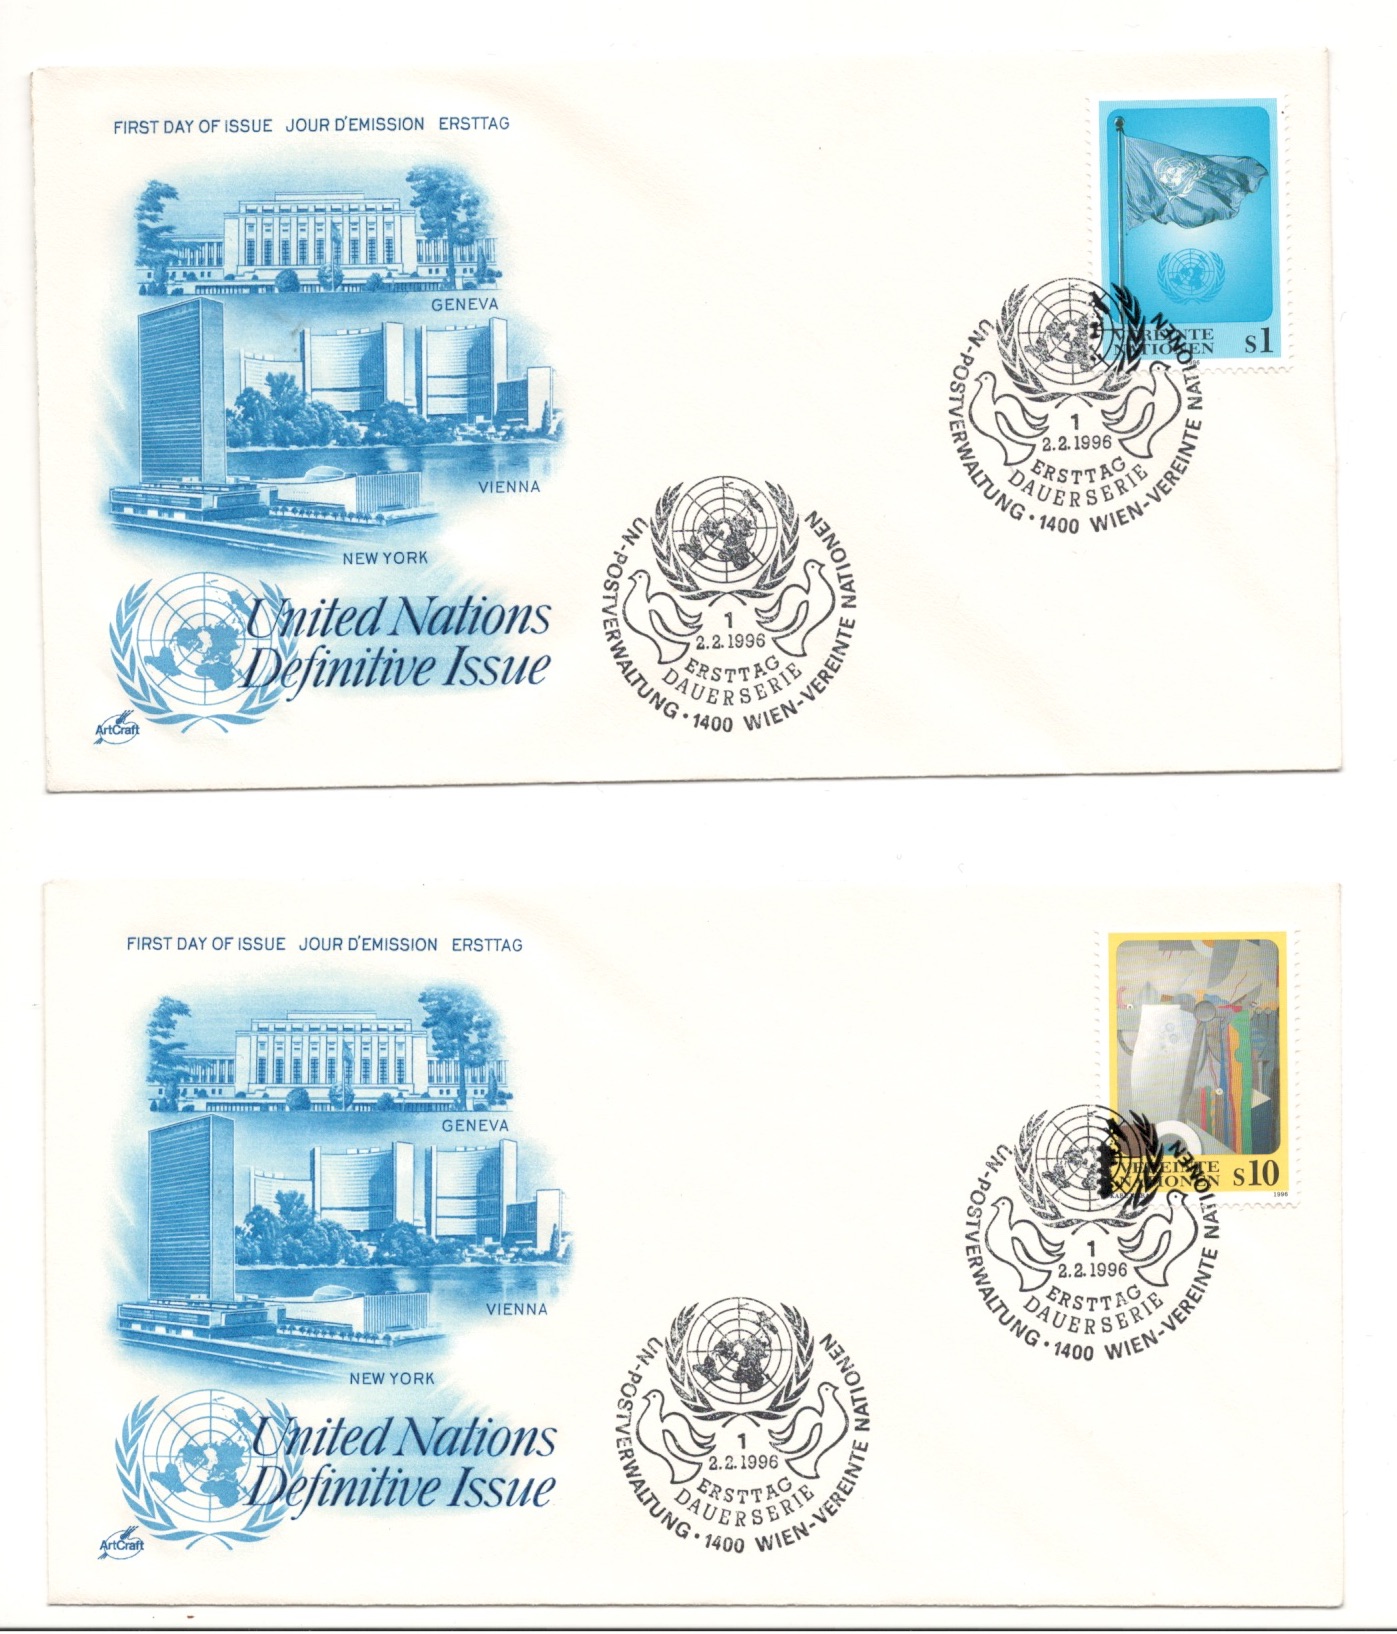 FIRST DAY OF ISSUE JOUR D'EMISSION ERSTTAG
GENEVA
VIENNA
NEW YORK
United Nations
Definitive Issue
ArtCraft
UN-POSTVERWALTUNG · 1400 WIEN-VEREINTE NATIONEN
1
2.2.1996
ERSTTAG
DAUERSERIE
VEREINTE
NATIONEN
s1
UN-POSTVERWALTUNG · 1400 WIEN-VEREINTE NATIONEN
1
2.2.1996
ERSTTAG
DAUERSERIE
FIRST DAY OF ISSUE JOUR D'EMISSION ERSTTAG
GENEVA
VIENNA
NEW YORK
United Nations
Definitive Issue
ArtCraft
UN-POSTVERWALTUNG · 1400 WIEN-VEREINTE NATIONEN
1
2.2.1996
ERSTTAG
DAUERSERIE
VEREINTE
NATIONEN
s10
1996
UN-POSTVERWALTUNG · 1400 WIEN-VEREINTE NATIONEN
1
2.2.1996
ERSTTAG
DAUERSERIE